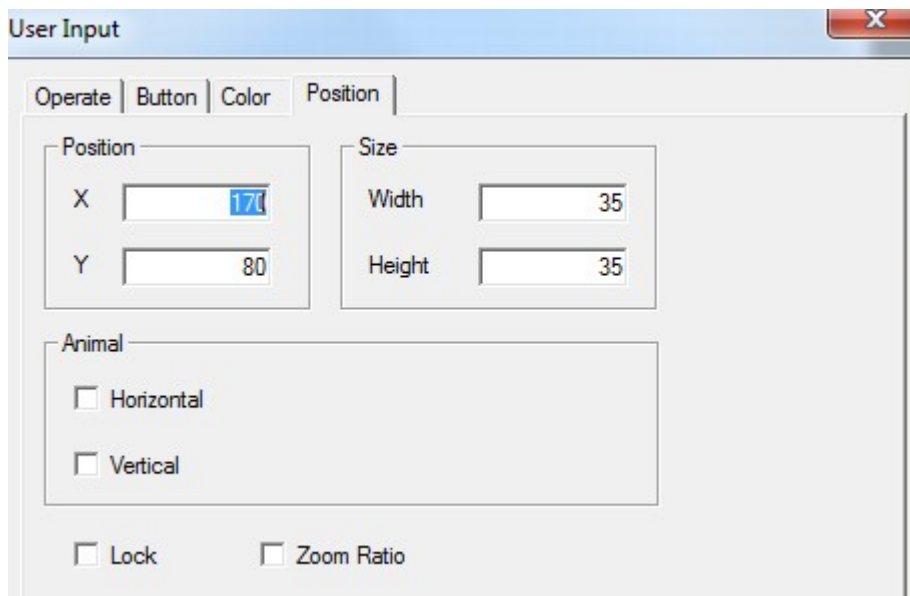 User Input
Operate Button Color Position
Position Size
X 170 Width 35
Y 80 Height 35
Animal
Horizontal
Vertical
Lock Zoom Ratio